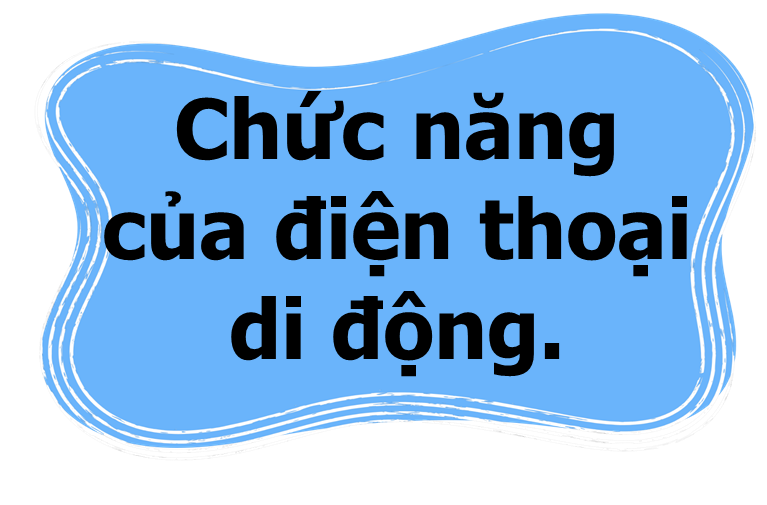 Chức năng
của điện thoại
di động.